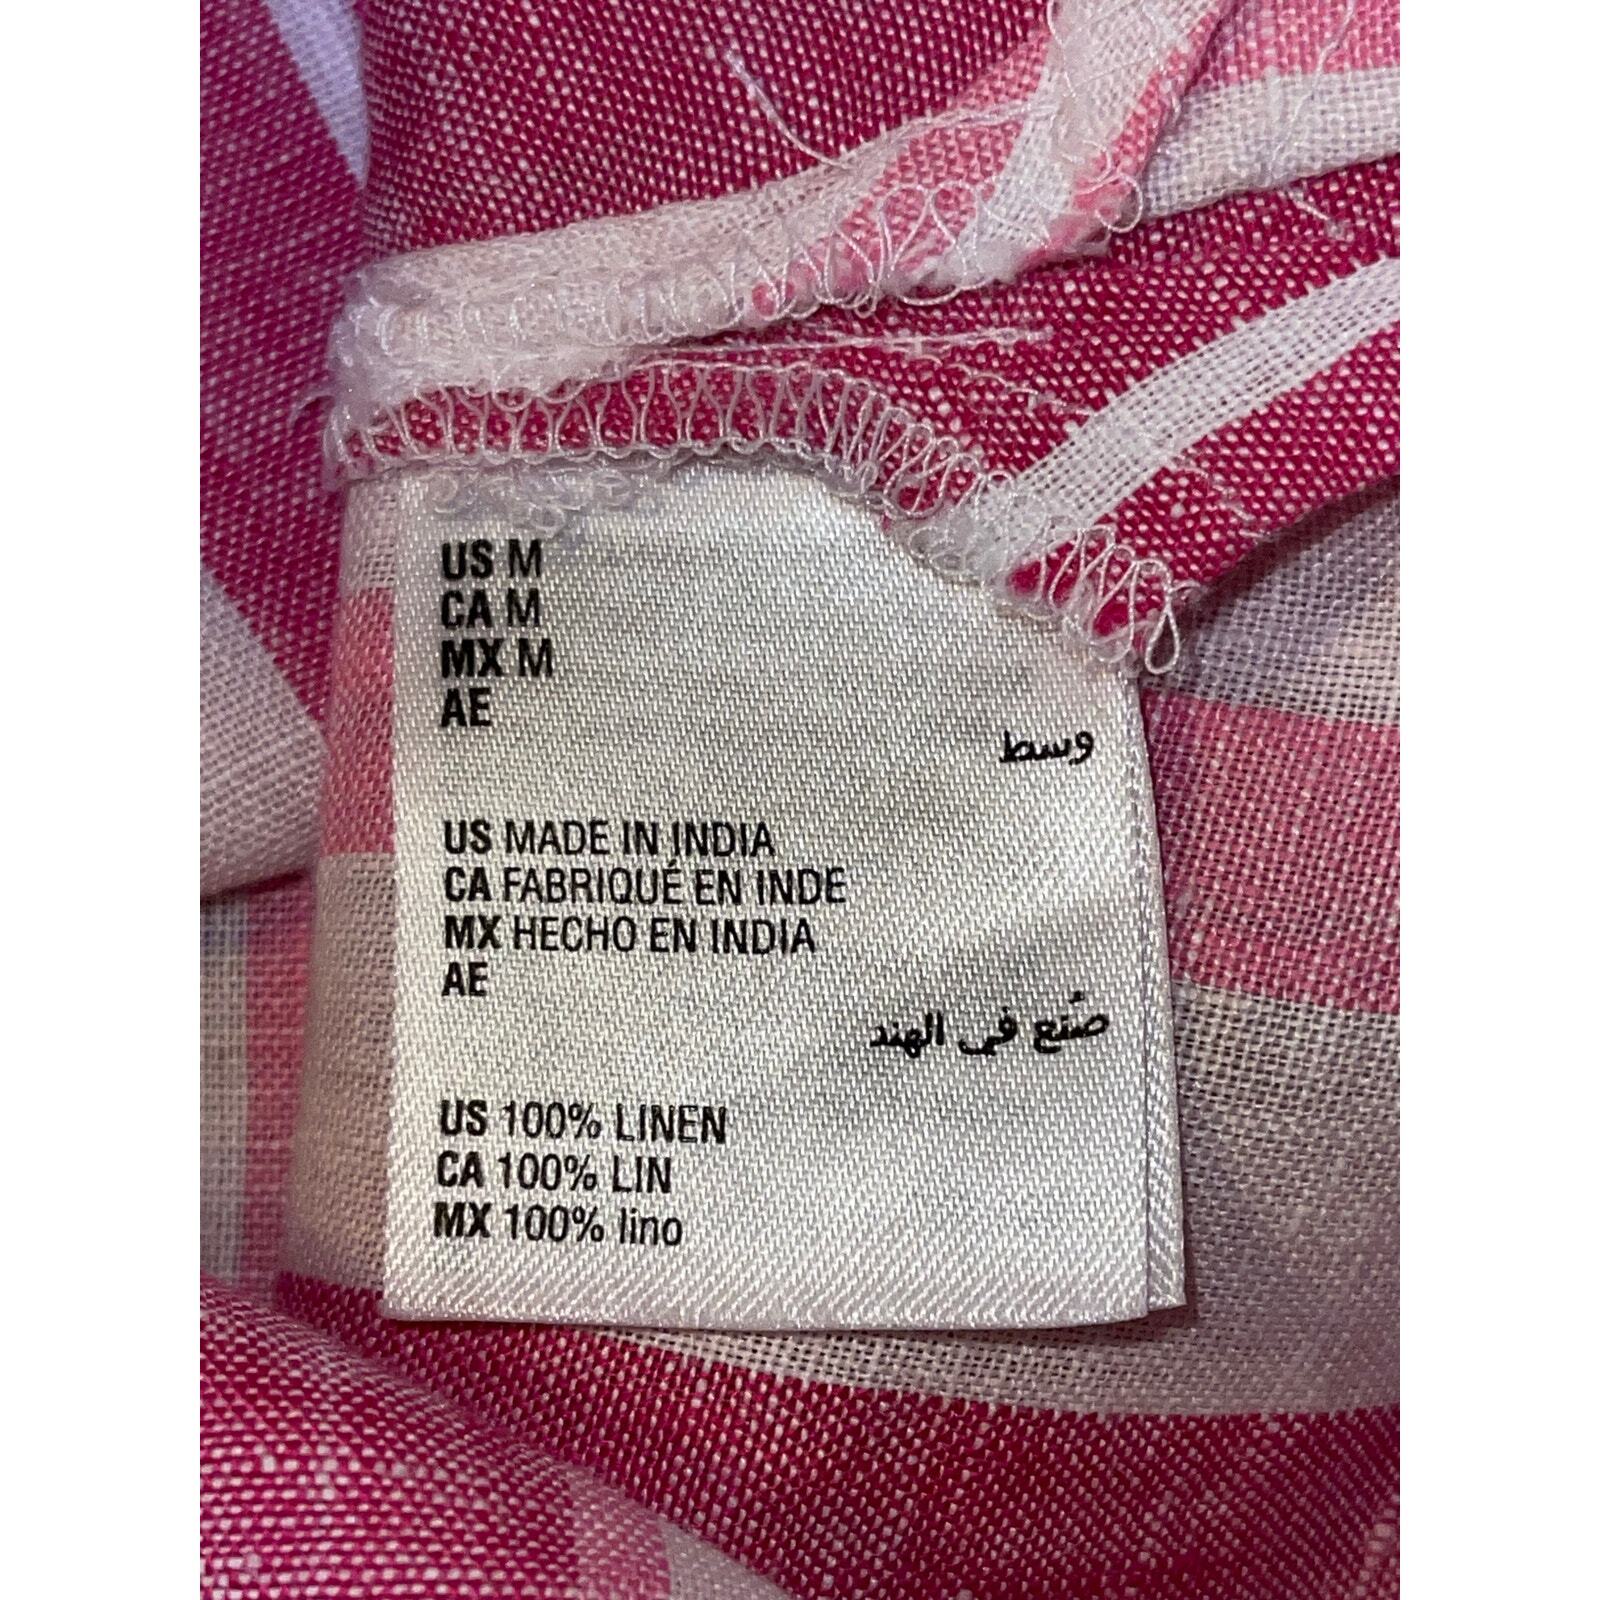 US M
CA M
MX M
AE
وسط
US MADE IN INDIA
CA FABRIQUÉ EN INDE
MX HECHO EN INDIA
AE
صُنع في الهند
US 100% LINEN
CA 100% LIN
MX 100% lino